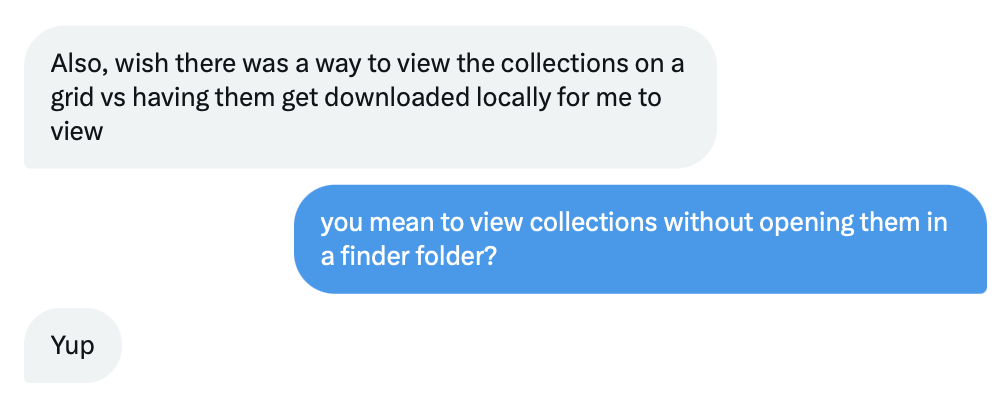 Also, wish there was a way to view the collections on a
grid vs having them get downloaded locally for me to
view
you mean to view collections without opening them in
a finder folder?
Yup